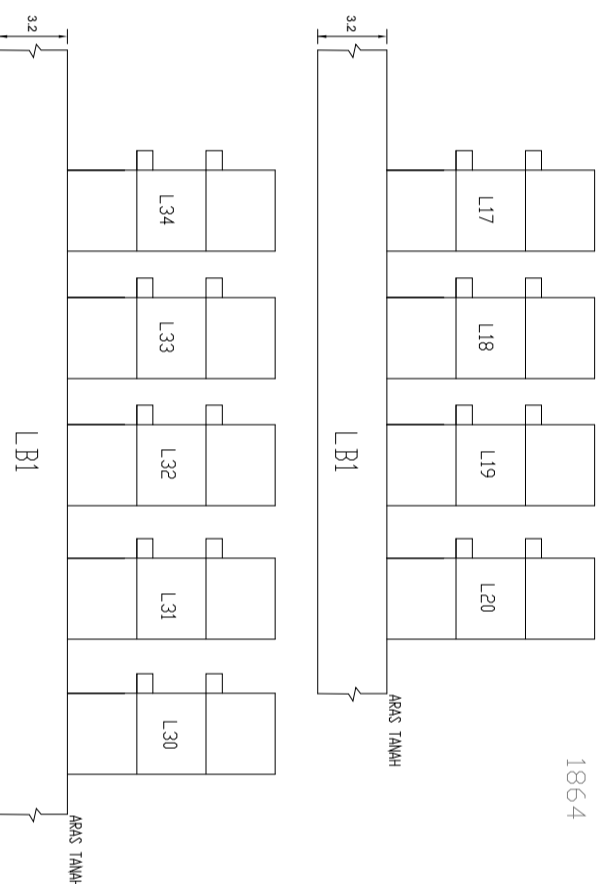 1864
3.2
L17
L18
L19
L20
LB1
ARAS TANAH
3.2
L34
L33
L32
L31
L30
LB1
ARAS TANAH